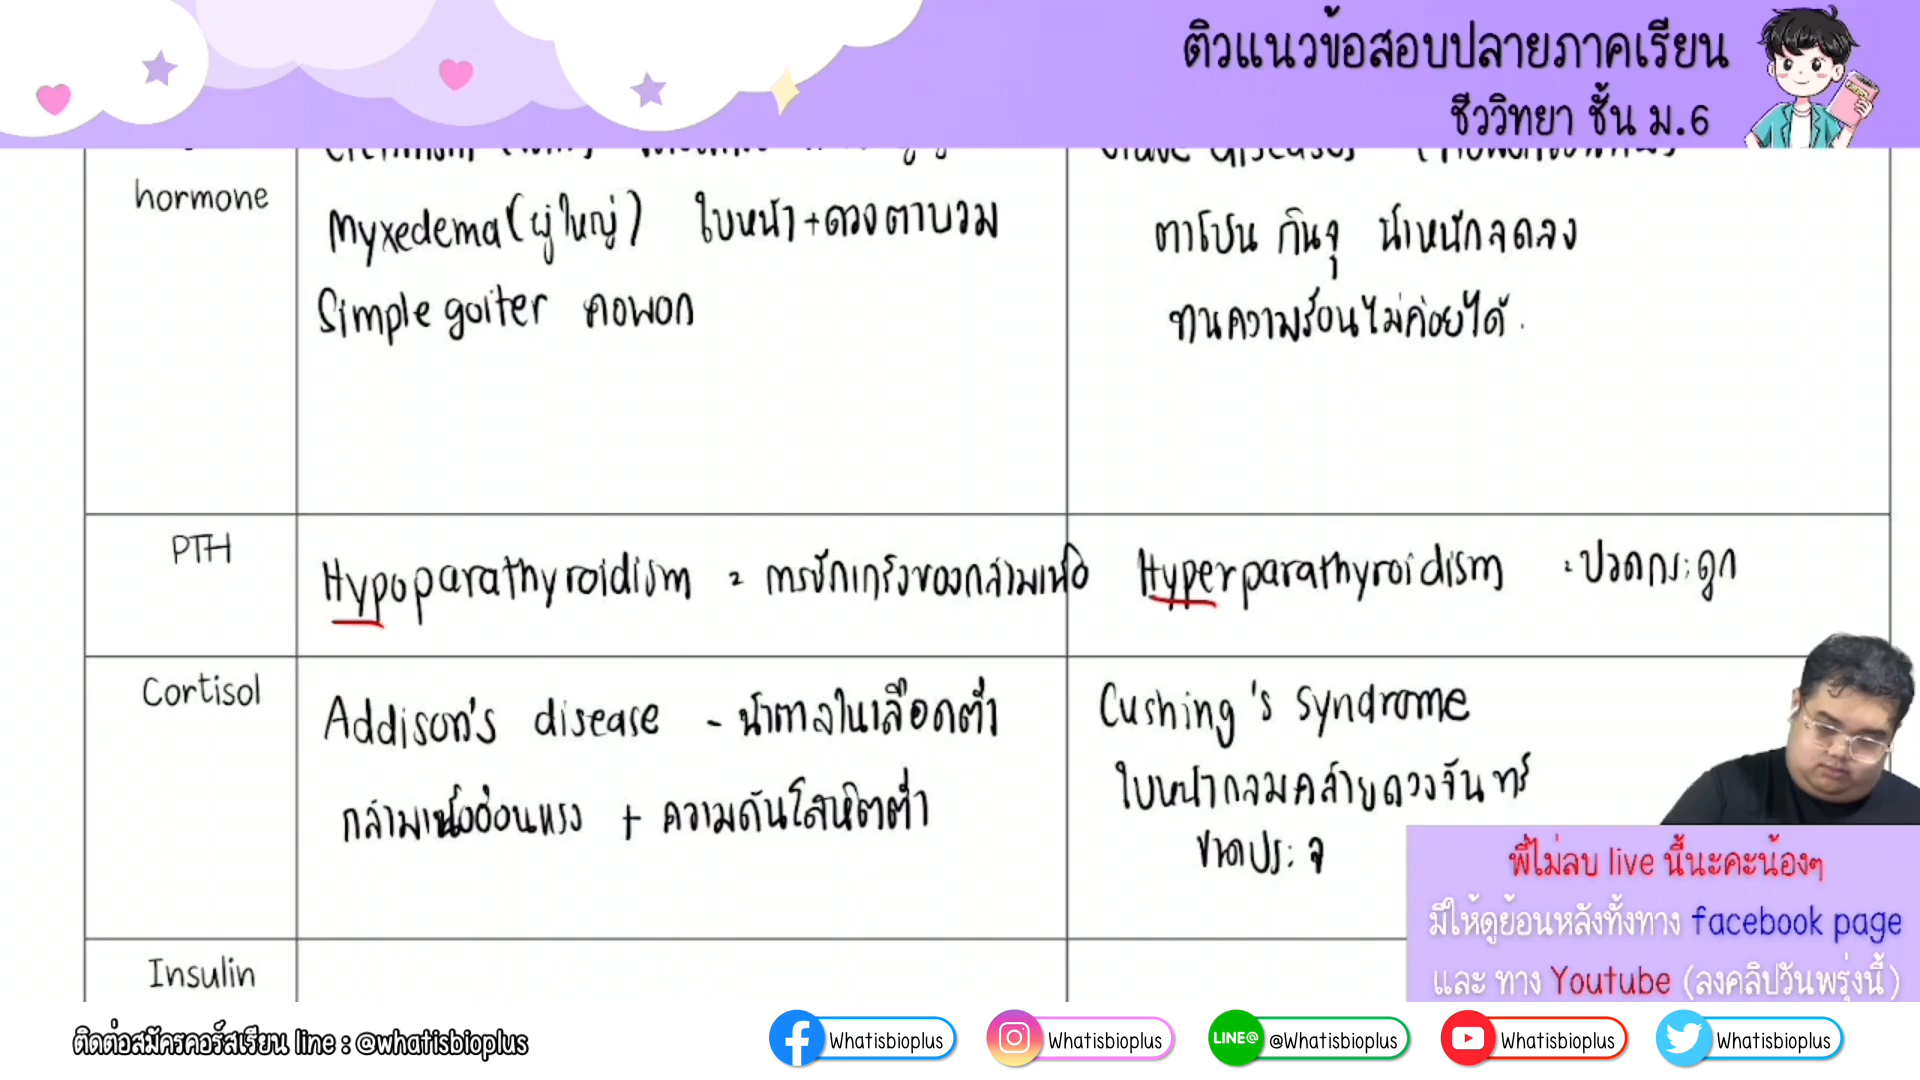 ติวแนวข้อสอบปลายภาคเรียน
ชีววิทยา ชั้น ม.6
hormone
Myxedema (ผู้ใหญ่) ใบหน้า + ดวงตาบวม
Simple goiter คอพอก
ตาโปน กินจุ น้ำหนักลดลง
ทนความร้อนไม่ค่อยได้.
PTH
Hypoparathyroidism = การชักเกร็งของกล้ามเนื้อ
Hyperparathyroidism = ปวดกระดูก
Cortisol
Addison's disease - น้ำตาลในเลือดต่ำ
กล้ามเนื้ออ่อนแรง + ความดันโลหิตต่ำ
Cushing's syndrome
ใบหน้ากลมคล้ายดวงจันทร์
ขาดประจ
Insulin
พี่ไม่ลบ live นี้นะคะน้องๆ
มีให้ดูย้อนหลังทั้งทาง facebook page
และ ทาง Youtube (ลงคลิปวันพรุ่งนี้)
ติดต่อสมัครคอร์สเรียน line : @whatisbioplus
Whatisbioplus
Whatisbioplus
LINE@ @Whatisbioplus
Whatisbioplus
Whatisbioplus